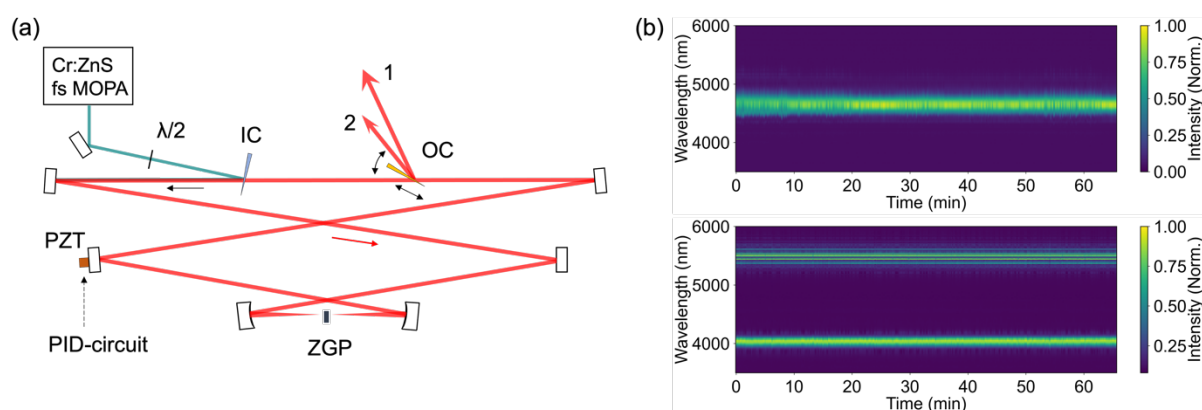 (a)
Cr:ZnS
fs MOPA
λ/2
IC
1
2
OC
PZT
PID-circuit
ZGP
(b)
6000
5000
4000
Wavelength (nm)
0 10 20 30 40 50 60
Time (min)
1.00
0.75
0.50
0.25
0.00
Intensity (Norm.)
6000
5000
4000
Wavelength (nm)
0 10 20 30 40 50 60
Time (min)
1.00
0.75
0.50
0.25
Intensity (Norm.)